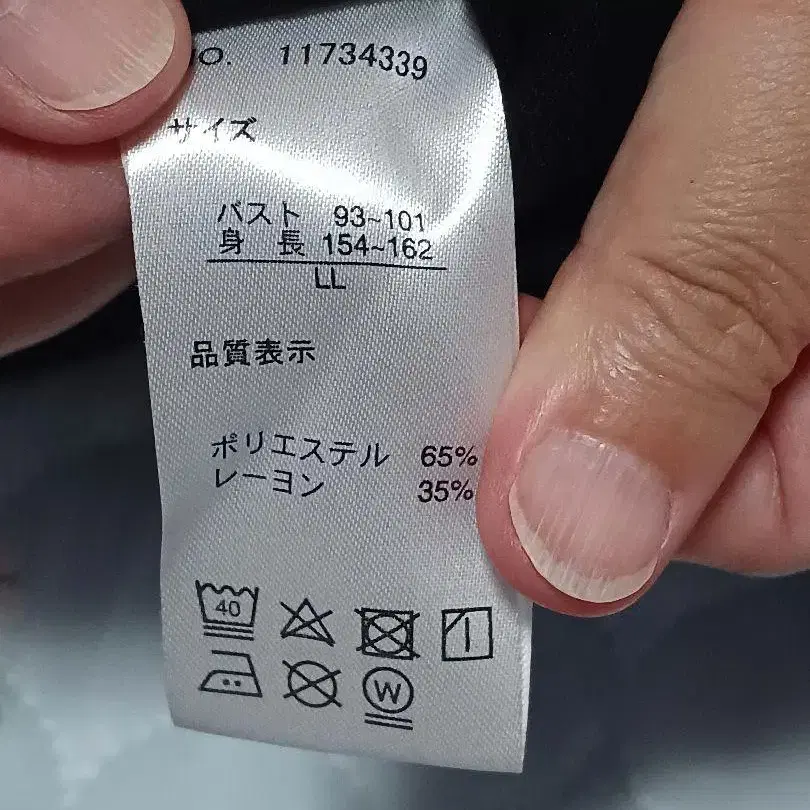 O. 11734339
サイズ
バスト 93~101
身 長 154~162
LL
品質表示
ポリエステル 65%
レーヨン 35%
40
W